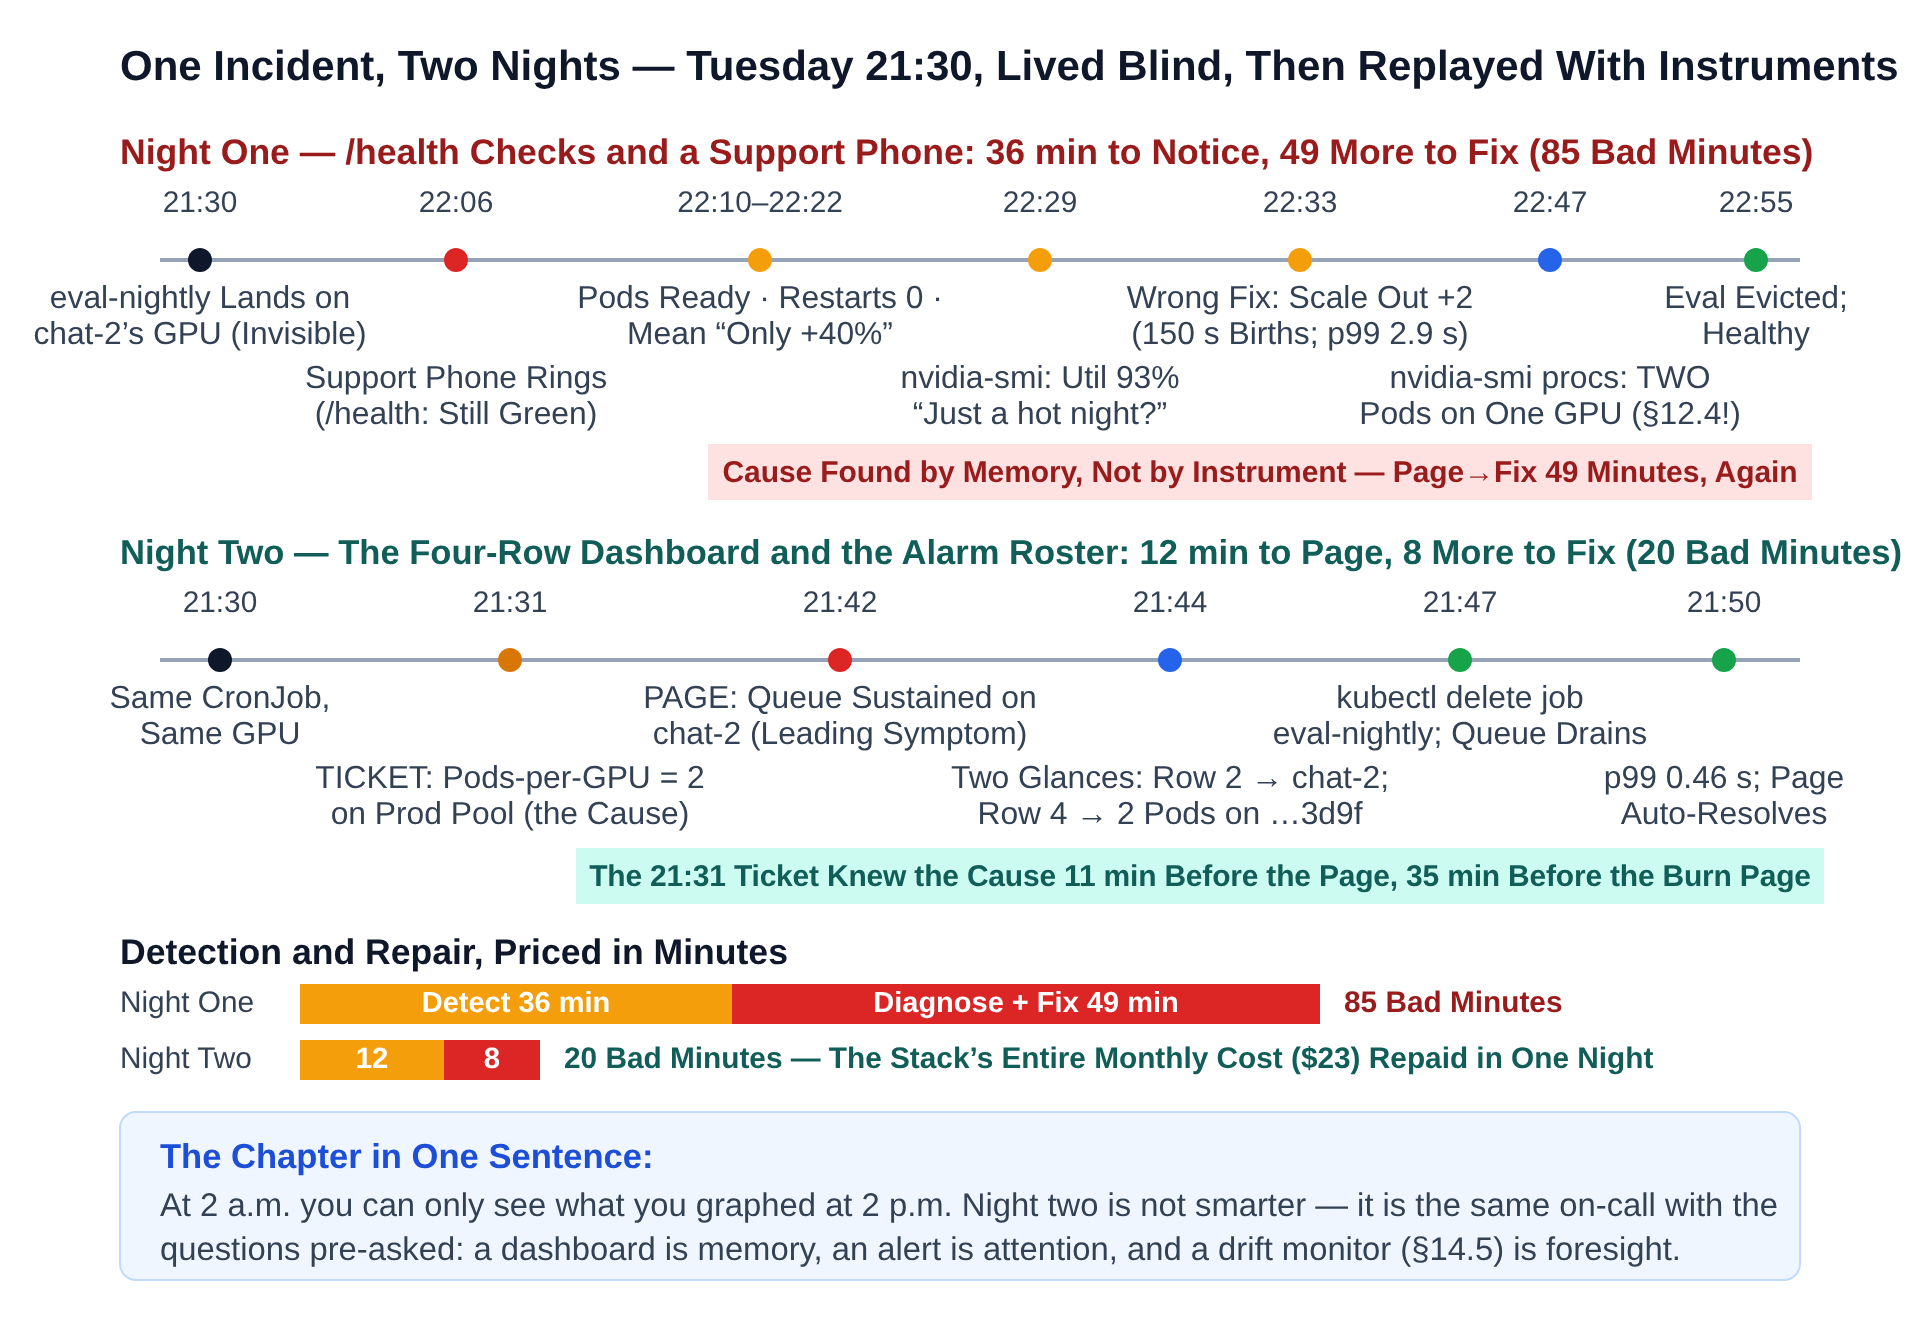 One Incident, Two Nights — Tuesday 21:30, Lived Blind, Then Replayed With Instruments
Night One — /health Checks and a Support Phone: 36 min to Notice, 49 More to Fix (85 Bad Minutes)
21:30
22:06
22:10–22:22
22:29
22:33
22:47
22:55
eval-nightly Lands on
chat-2’s GPU (Invisible)
Support Phone Rings
(/health: Still Green)
Pods Ready · Restarts 0 ·
Mean “Only +40%”
nvidia-smi: Util 93%
“Just a hot night?”
Wrong Fix: Scale Out +2
(150 s Births; p99 2.9 s)
nvidia-smi procs: TWO
Pods on One GPU (§12.4!)
Eval Evicted;
Healthy
Cause Found by Memory, Not by Instrument — Page→Fix 49 Minutes, Again
Night Two — The Four-Row Dashboard and the Alarm Roster: 12 min to Page, 8 More to Fix (20 Bad Minutes)
21:30
21:31
21:42
21:44
21:47
21:50
Same CronJob,
Same GPU
TICKET: Pods-per-GPU = 2
on Prod Pool (the Cause)
PAGE: Queue Sustained on
chat-2 (Leading Symptom)
Two Glances: Row 2 → chat-2;
Row 4 → 2 Pods on …3d9f
kubectl delete job
eval-nightly; Queue Drains
p99 0.46 s; Page
Auto-Resolves
The 21:31 Ticket Knew the Cause 11 min Before the Page, 35 min Before the Burn Page
Detection and Repair, Priced in Minutes
Night One
Detect 36 min
Diagnose + Fix 49 min
85 Bad Minutes
Night Two
12
8
20 Bad Minutes — The Stack’s Entire Monthly Cost ($23) Repaid in One Night
The Chapter in One Sentence:
At 2 a.m. you can only see what you graphed at 2 p.m. Night two is not smarter — it is the same on-call with the
questions pre-asked: a dashboard is memory, an alert is attention, and a drift monitor (§14.5) is foresight.